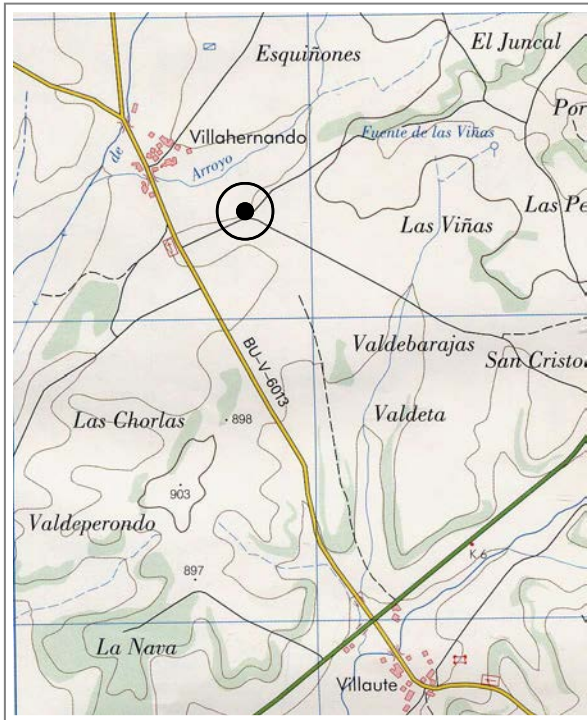 Esquiñones
El Juncal
Villahernando
Fuente de las Viñas
Por
de
Arroyo
Las Viñas
Las Pe
BU-V-6013
Valdebarajas
San Cristo
Las Chorlas
898
Valdeta
903
Valdeperondo
K 6
897
La Nava
Villaute